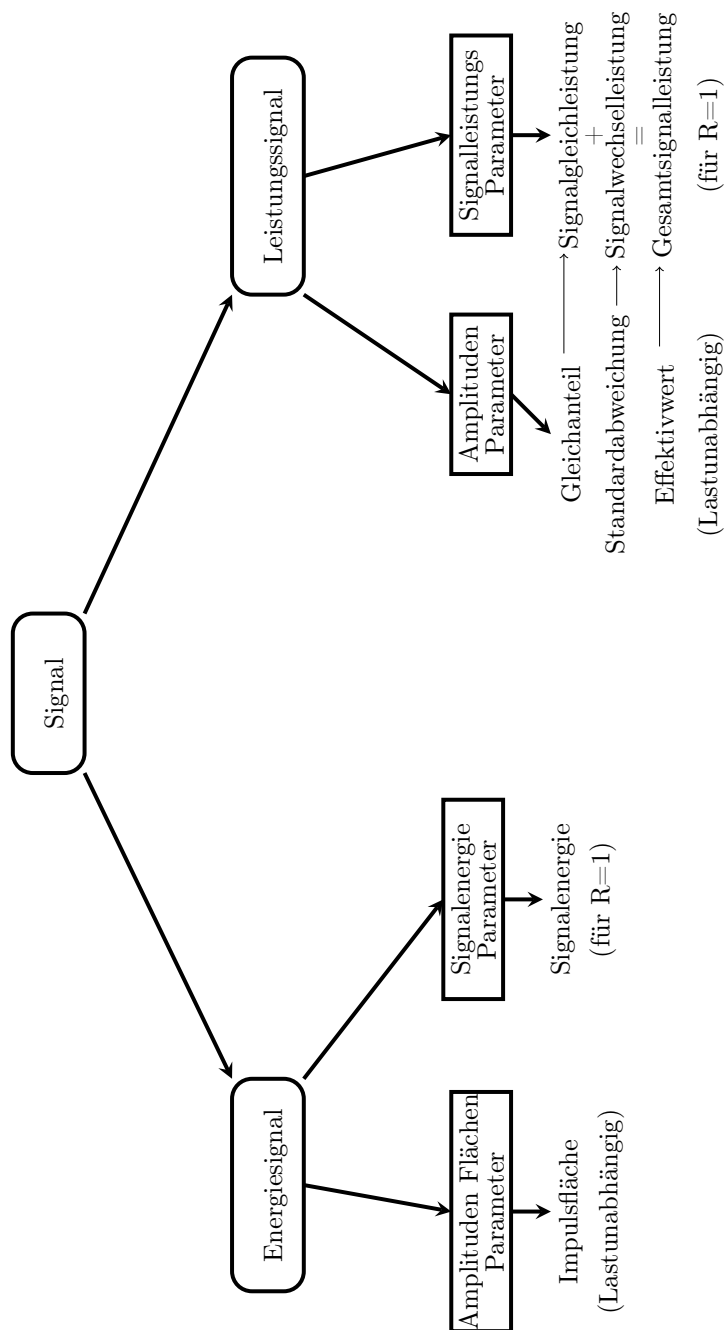 Signal
Energiesignal
Leistungssignal
Amplituden Flächen
Parameter
Signalenergie
Parameter
Amplituden
Parameter
Signalleistungs
Parameter
Impulsfläche
(Lastunabhängig)
Signalenergie
(für R=1)
Gleichanteil Signalgleichleistung
+
Standardabweichung Signalwechselleistung
=
Effektivwert Gesamtsignalleistung
(Lastunabhängig) (für R=1)